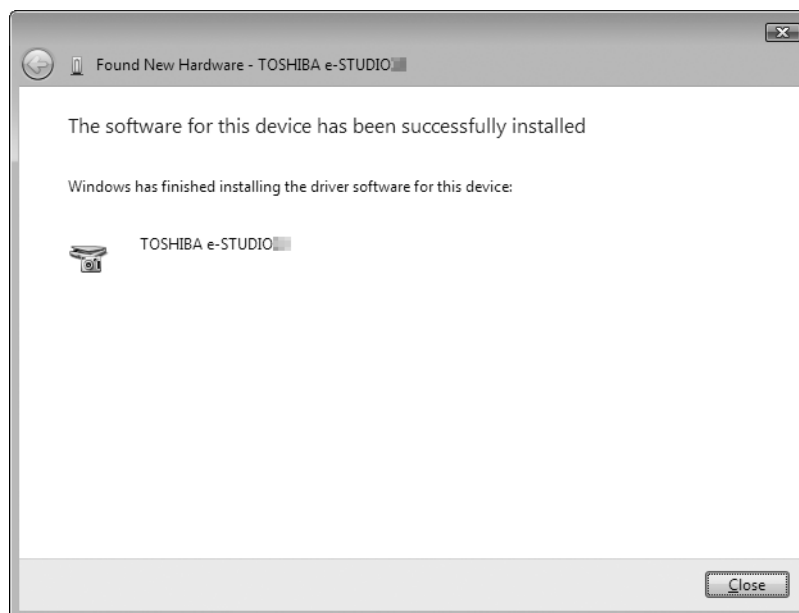 Found New Hardware - TOSHIBA e-STUDIO
The software for this device has been successfully installed
Windows has finished installing the driver software for this device:
TOSHIBA e-STUDIO
Close